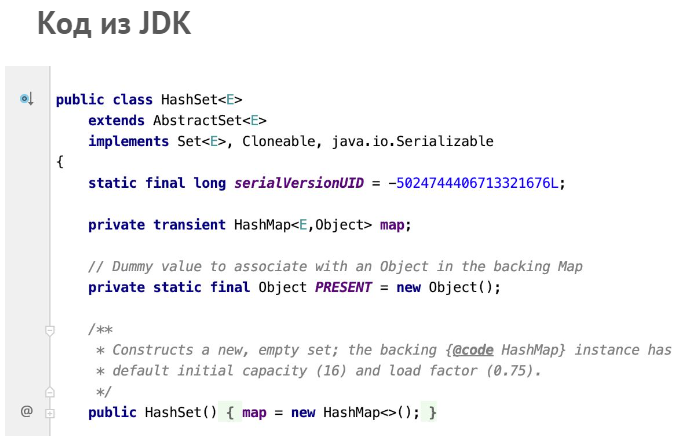 Код из JDK
public class HashSet<E>
extends AbstractSet<E>
implements Set<E>, Cloneable, java.io.Serializable
{
static final long serialVersionUID = -5024744406713321676L;
private transient HashMap<E,Object> map;
// Dummy value to associate with an Object in the backing Map
private static final Object PRESENT = new Object();
/**
* Constructs a new, empty set; the backing {@code HashMap} instance has
* default initial capacity (16) and load factor (0.75).
*/
@ public HashSet() { map = new HashMap<>(); }